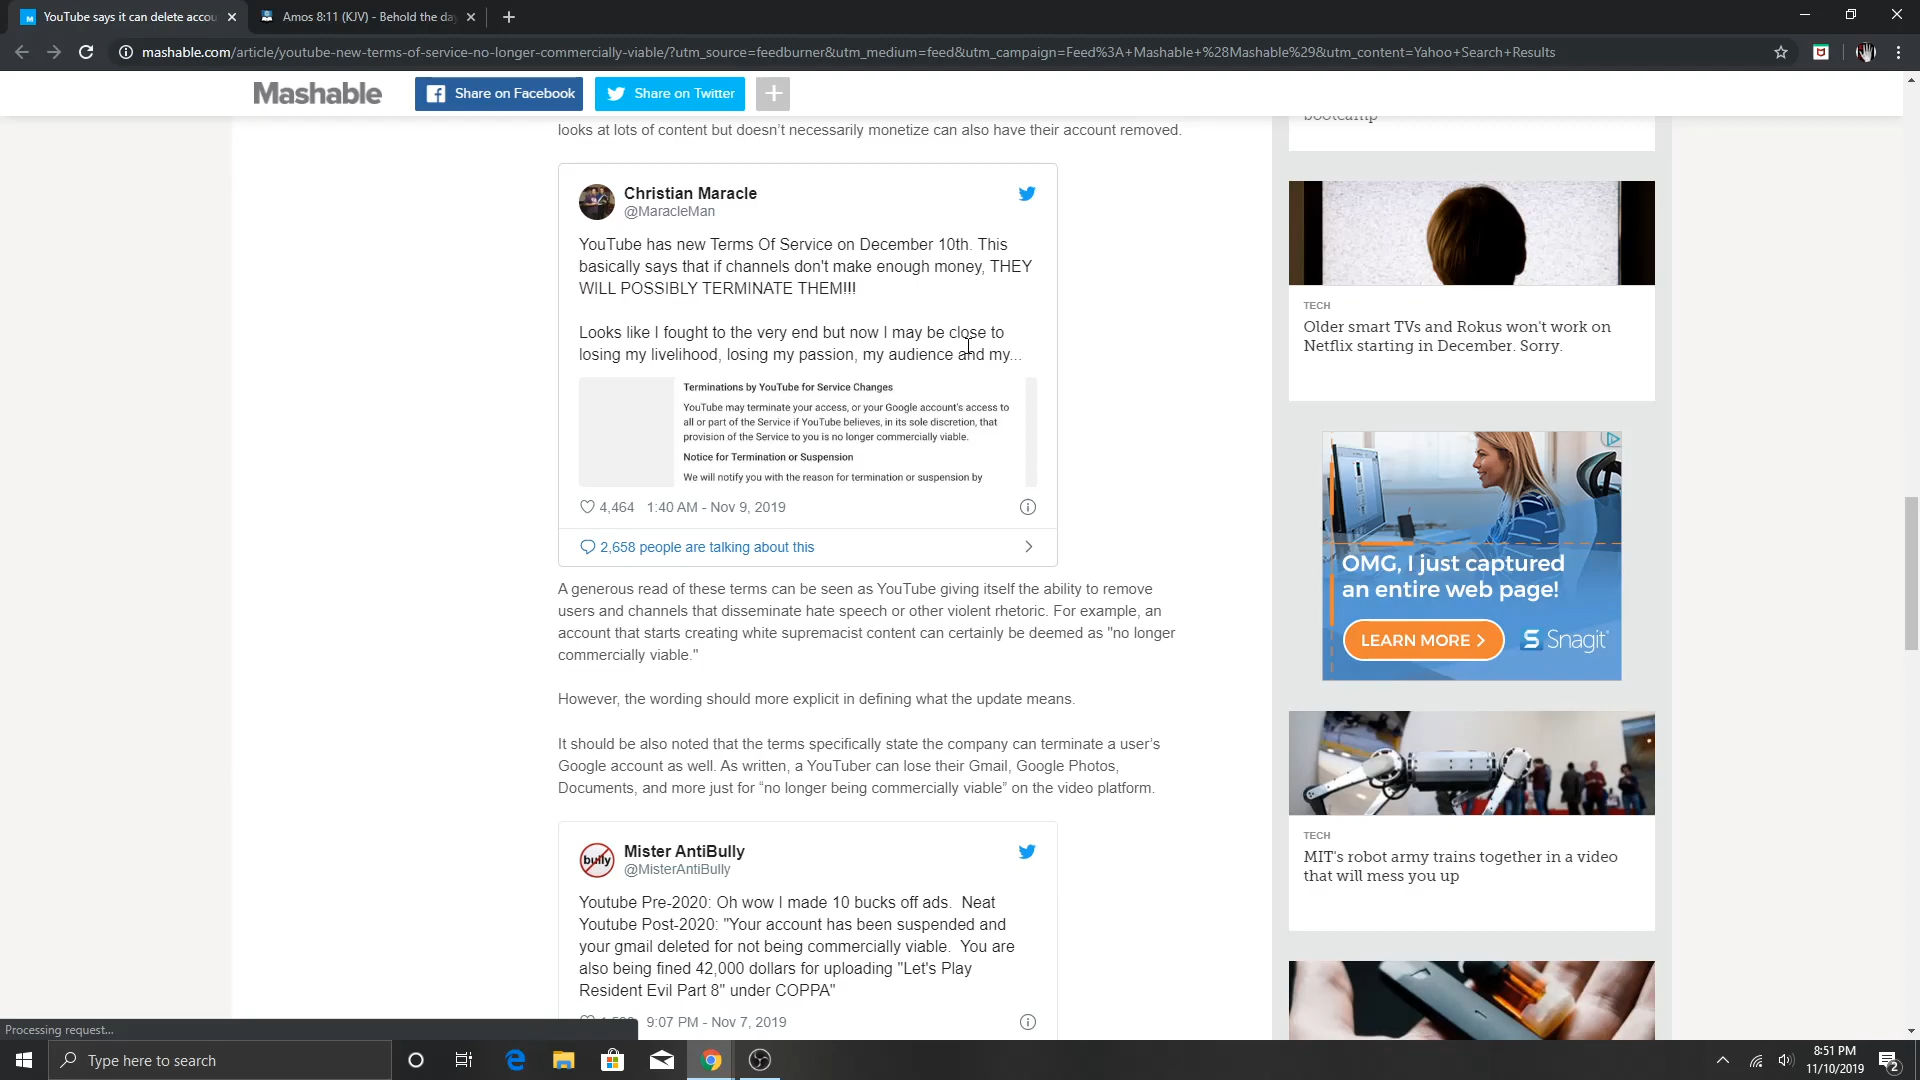 YouTube says it can delete accou
Amos 8:11 (KJV) - Behold the da
mashable.com/article/youtube-new-terms-of-service-no-longer-commercially-viable/?utm_source=feedburner&utm_medium=feed&utm_campaign=Feed%3A+Mashable+%28Mashable%29&utm_content=Yahoo+Search+Results
Mashable
Share on Facebook
Share on Twitter
looks at lots of content but doesn’t necessarily monetize can also have their account removed.
Christian Maracle
@MaracleMan
YouTube has new Terms Of Service on December 10th. This
basically says that if channels don't make enough money, THEY
WILL POSSIBLY TERMINATE THEM!!!
Looks like I fought to the very end but now I may be close to
losing my livelihood, losing my passion, my audience and my...
Terminations by YouTube for Service Changes
YouTube may terminate your access, or your Google account's access to
all or part of the Service if YouTube believes, in its sole discretion, that
provision of the Service to you is no longer commercially viable.
Notice for Termination or Suspension
We will notify you with the reason for termination or suspension by
4,464 1:40 AM - Nov 9, 2019
2,658 people are talking about this
A generous read of these terms can be seen as YouTube giving itself the ability to remove
users and channels that disseminate hate speech or other violent rhetoric. For example, an
account that starts creating white supremacist content can certainly be deemed as "no longer
commercially viable."
However, the wording should more explicit in defining what the update means.
It should be also noted that the terms specifically state the company can terminate a user’s
Google account as well. As written, a YouTuber can lose their Gmail, Google Photos,
Documents, and more just for “no longer being commercially viable” on the video platform.
bully
Mister AntiBully
@MisterAntiBully
Youtube Pre-2020: Oh wow I made 10 bucks off ads. Neat
Youtube Post-2020: "Your account has been suspended and
your gmail deleted for not being commercially viable. You are
also being fined 42,000 dollars for uploading "Let's Play
Resident Evil Part 8" under COPPA"
9:07 PM - Nov 7, 2019
bootcamp
TECH
Older smart TVs and Rokus won't work on
Netflix starting in December. Sorry.
OMG, I just captured
an entire web page!
LEARN MORE >
Snagit
TECH
MIT's robot army trains together in a video
that will mess you up
Processing request...
Type here to search
8:51 PM
11/10/2019
2